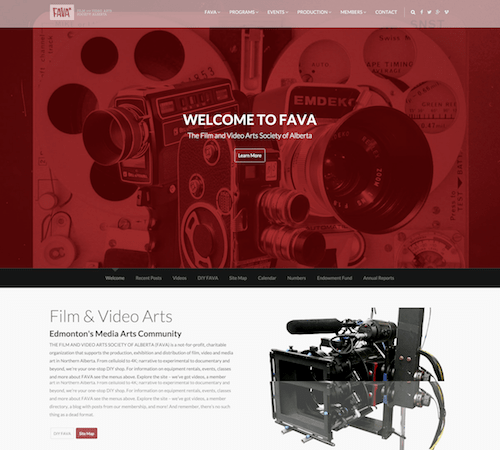 FAVA
FAVA PROGRAMS EVENTS PRODUCTION MEMBERS CONTACT
WELCOME TO FAVA
The Film and Video Arts Society of Alberta
Learn More
EMDEKO
Welcome Recent Posts Videos DIY FAVA Site Map Calendar Numbers Endowment Fund Annual Reports
Film & Video Arts
Edmonton's Media Arts Community
THE FILM AND VIDEO ARTS SOCIETY OF ALBERTA (FAVA) is a not-for-profit, charitable
organisation that supports the production, exhibition and distribution of film, video and media
art in Northern Alberta. From celluloid to 4K; narrative to experimental to documentary and
beyond, we're your one-stop DIY shop. For information on equipment rentals, events, classes
and more about FAVA see the menus above. Explore the site – we've got videos, a member
art in Northern Alberta. From celluloid to 4K; narrative to experimental to documentary and
beyond, we're your one-stop DIY shop. For information on equipment rentals, events, classes
and more about FAVA see the menus above. Explore the site – we've got videos, a member
directory, a blog with posts from our membership, and more! And remember, there's no such
thing as a dead format.
DIY FAVA Site Map